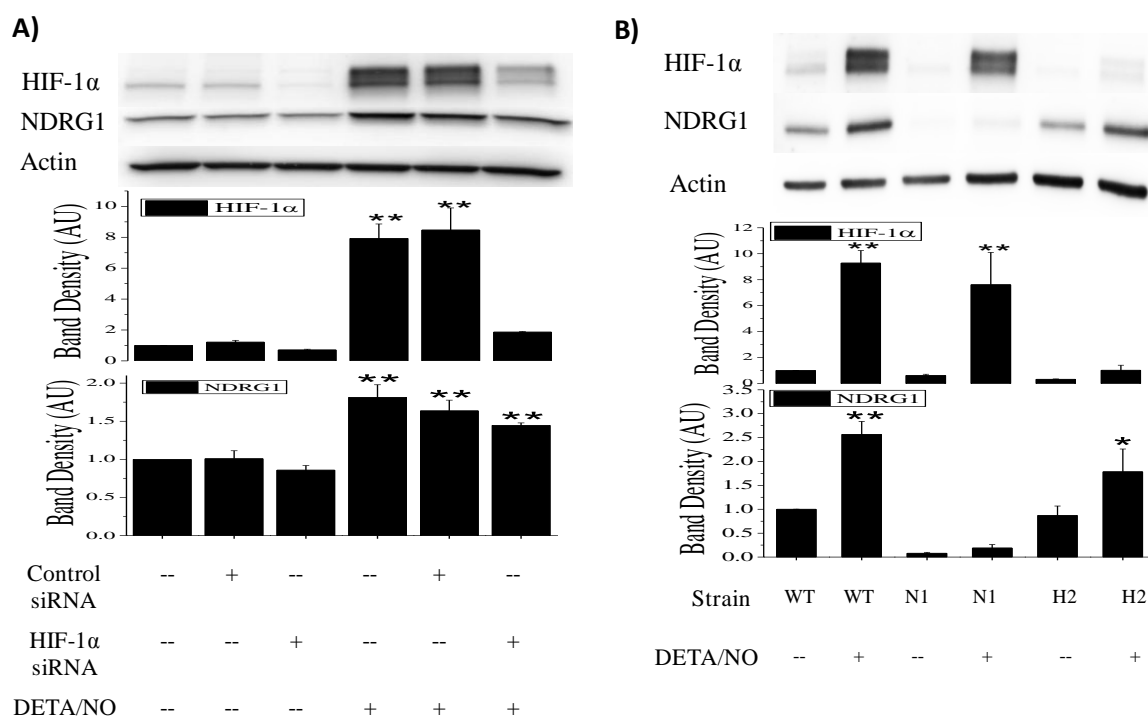 A)
HIF-1α
NDRG1
Actin
Band Density (AU)
HIF-1α
10
8
6
4
2
0
** **
Band Density (AU)
NDRG1
2.0
1.5
1.0
0.5
0.0
** ** **
Control siRNA
-- + -- -- + --
HIF-1α siRNA
-- -- + -- -- +
DETA/NO
-- -- -- + + +
B)
HIF-1α
NDRG1
Actin
Band Density (AU)
HIF-1α
12
10
8
6
4
2
0
** **
Band Density (AU)
NDRG1
3.5
3.0
2.5
2.0
1.5
1.0
0.5
0.0
** *
Strain WT WT N1 N1 H2 H2
DETA/NO -- + -- + -- +